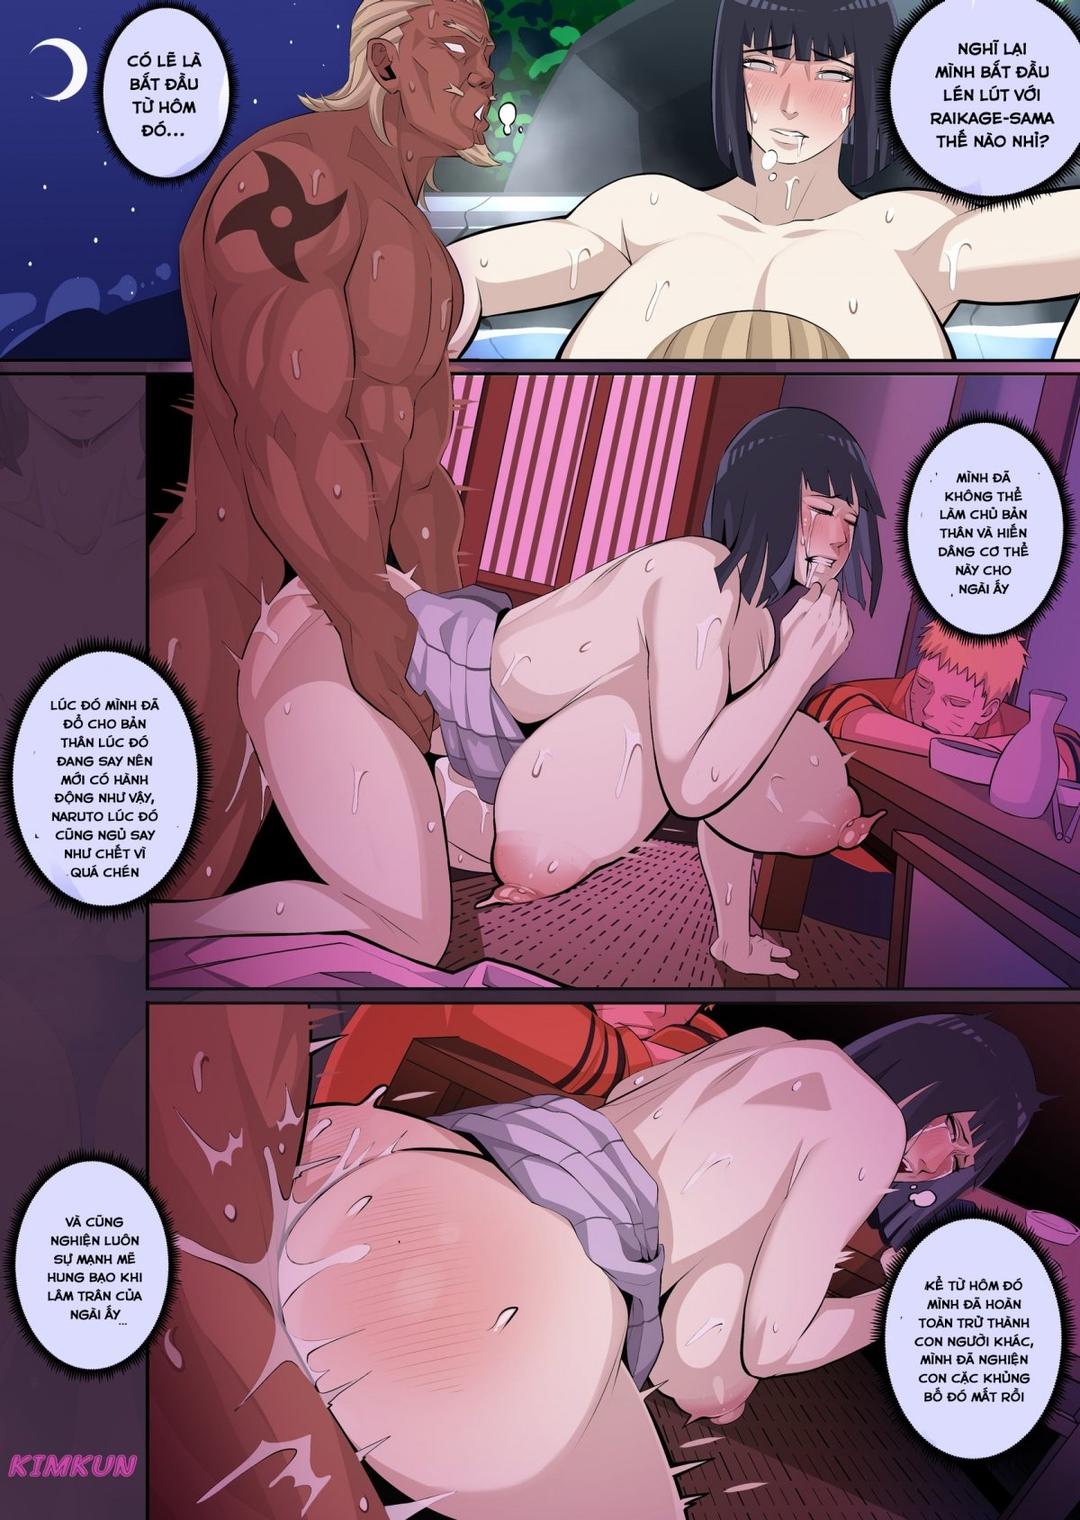 CÓ LẼ LÀ
BẮT ĐẦU
TỪ HÔM
ĐÓ...
NGHĨ LẠI
MÌNH BẮT ĐẦU
LÉN LÚT VỚI
RAIKAGE-SAMA
THẾ NÀO NHỈ?
MÌNH ĐÃ
KHÔNG THỂ
LÀM CHỦ BẢN
THÂN VÀ HIẾN
DÂNG CƠ THỂ
NÀY CHO
NGÀI ẤY
LÚC ĐÓ MÌNH ĐÃ
ĐỔ CHO BẢN
THÂN LÚC ĐÓ
ĐANG SAY NÊN
MỚI CÓ HÀNH
ĐỘNG NHƯ VẬY,
NARUTO LÚC ĐÓ
CŨNG NGỦ SAY
NHƯ CHẾT VÌ
QUÁ CHÉN
VÀ CŨNG
NGHIỆN LUÔN
SỰ MẠNH MẼ
HUNG BẠO KHI
LÂM TRÂN CỦA
NGÀI ẤY...
KỂ TỪ HÔM ĐÓ
MÌNH ĐÃ HOÀN
TOÀN TRỬ THÀNH
CON NGƯỜI KHÁC,
MÌNH ĐÃ NGHIỆN
CON CẶC KHỦNG
BỐ ĐÓ MẤT RỒI
KIMKUN